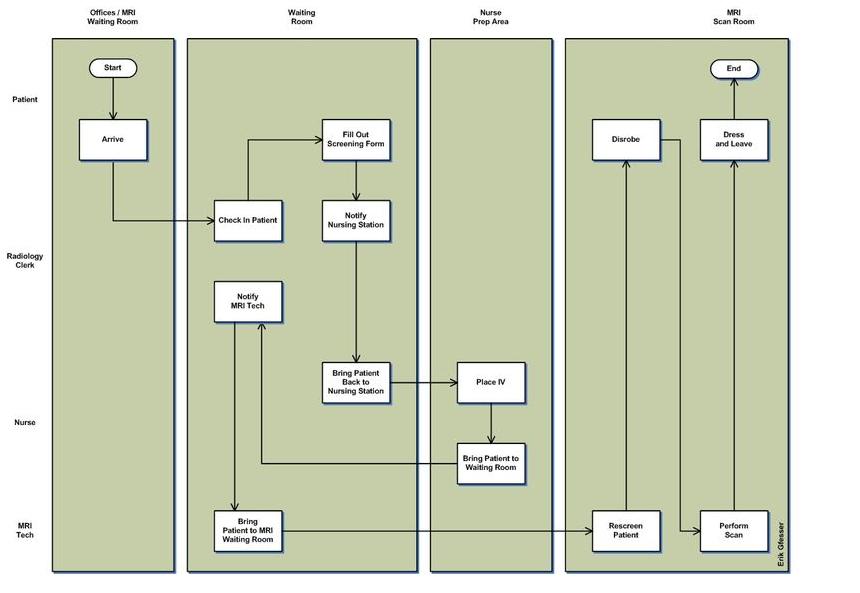 Offices / MRI
Waiting Room
Waiting
Room
Nurse
Prep Area
MRI
Scan Room
Patient
Start
End
Arrive
Fill Out
Screening Form
Disrobe
Dress
and Leave
Radiology
Clerk
Check In Patient
Notify
Nursing Station
Notify
MRI Tech
Nurse
Bring Patient
Back to
Nursing Station
Place IV
Bring Patient to
Waiting Room
MRI
Tech
Bring
Patient to MRI
Waiting Room
Rescreen
Patient
Perform
Scan
Erik Gfesser